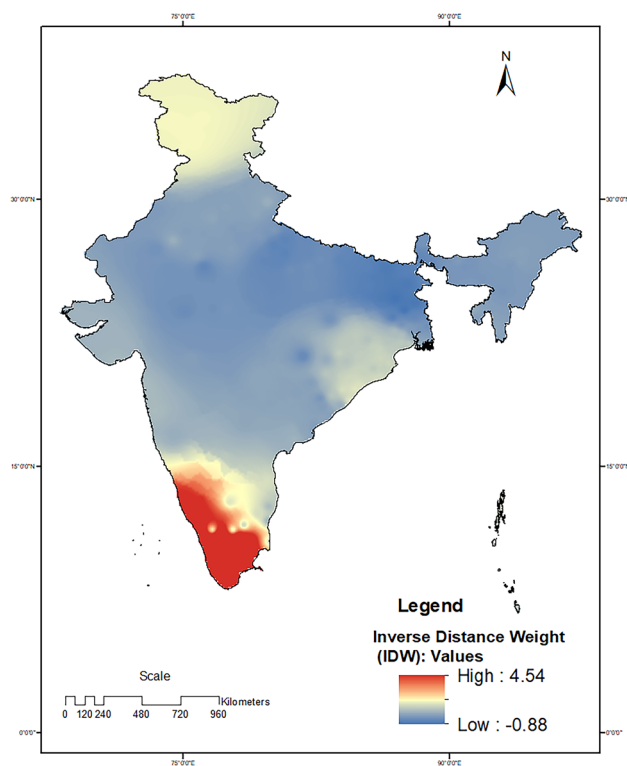 75°0'0"E 90°0'0"E
N
30°0'0"N 30°0'0"N
15°0'0"N 15°0'0"N
Legend
Inverse Distance Weight
(IDW): Values
High : 4.54
Low : -0.88
Scale
Kilometers
0 120 240 480 720 960
0°0'0" 0°0'0"
75°0'0"E 90°0'0"E